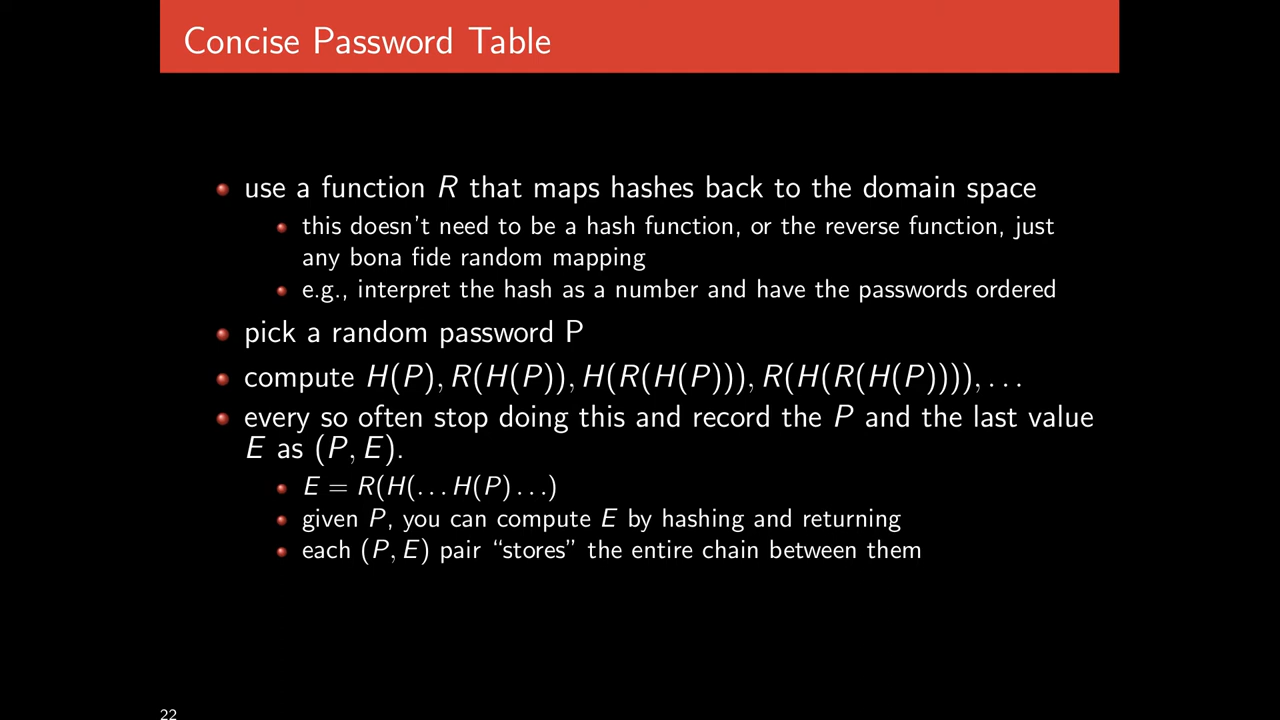 Concise Password Table
use a function R that maps hashes back to the domain space
this doesn't need to be a hash function, or the reverse function, just
any bona fide random mapping
e.g., interpret the hash as a number and have the passwords ordered
pick a random password P
compute H(P), R(H(P)), H(R(H(P))), R(H(R(H(P)))), . . .
every so often stop doing this and record the P and the last value
E as (P, E).
E = R(H(. . . H(P) . . .)
given P, you can compute E by hashing and returning
each (P, E) pair “stores” the entire chain between them
22